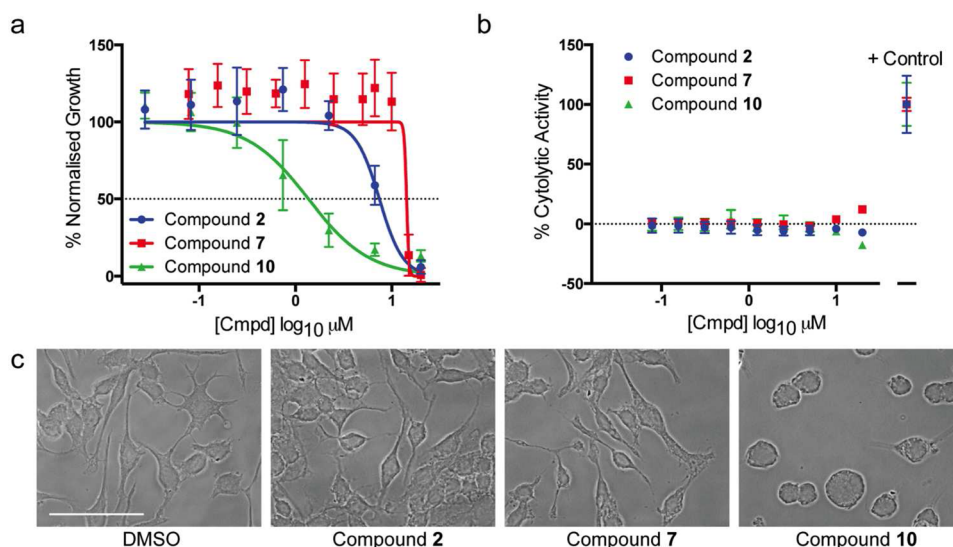 a
150
100
50
0
% Normalised Growth
Compound 2
Compound 7
Compound 10
-1
0
1
[Cmpd] log10 μM
b
150
100
50
0
-50
% Cytolytic Activity
Compound 2
Compound 7
Compound 10
+ Control
-1
0
1
[Cmpd] log10 μM
c
DMSO
Compound 2
Compound 7
Compound 10